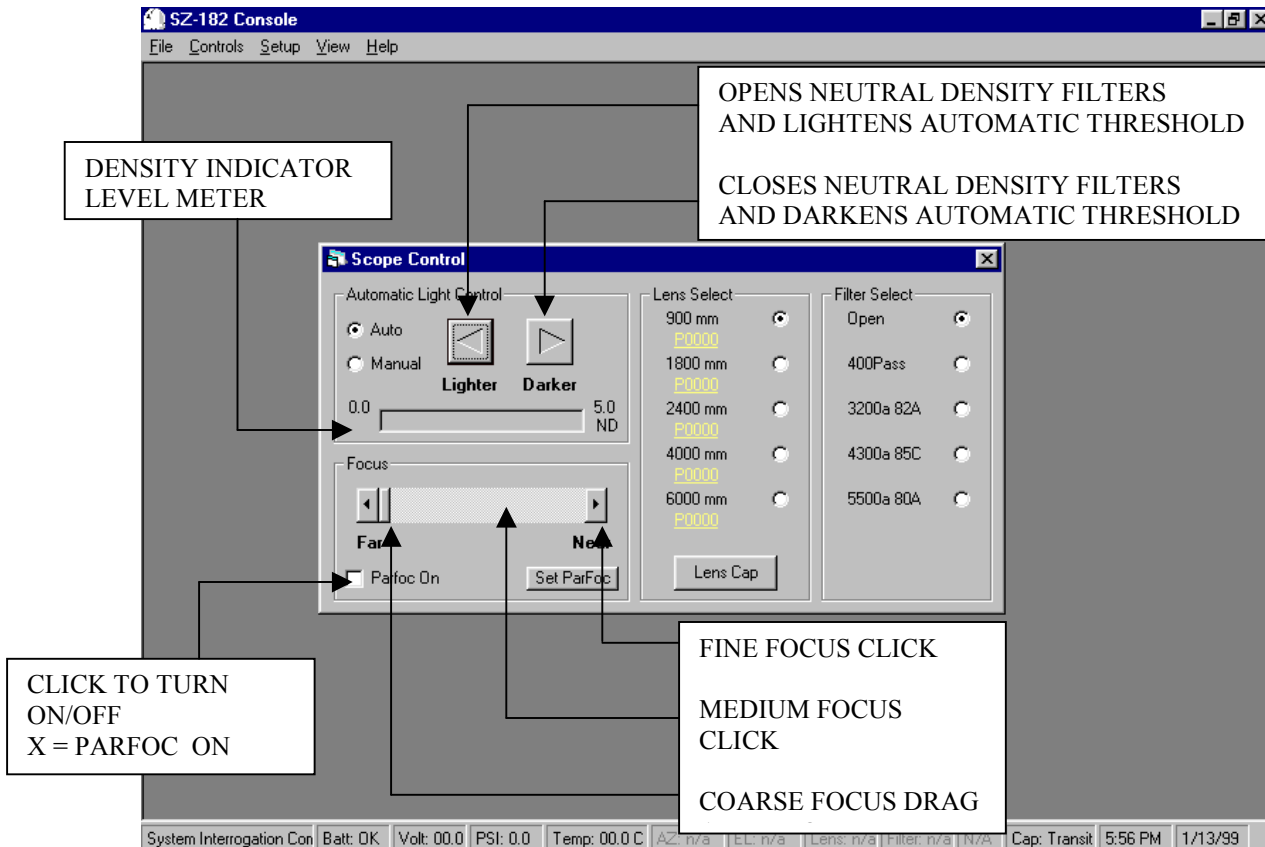 SZ-182 Console
File Controls Setup View Help
OPENS NEUTRAL DENSITY FILTERS
AND LIGHTENS AUTOMATIC THRESHOLD
CLOSES NEUTRAL DENSITY FILTERS
AND DARKENS AUTOMATIC THRESHOLD
DENSITY INDICATOR
LEVEL METER
Scope Control
Automatic Light Control
Auto
Manual
Lighter Darker
0.0 5.0
ND
Focus
Far Near
Parfoc On Set ParFoc
Lens Select
900 mm
P0000
1800 mm
P0000
2400 mm
P0000
4000 mm
P0000
6000 mm
P0000
Lens Cap
Filter Select
Open
400Pass
3200a 82A
4300a 85C
5500a 80A
CLICK TO TURN
ON/OFF
X = PARFOC ON
FINE FOCUS CLICK
MEDIUM FOCUS
CLICK
COARSE FOCUS DRAG
System Interrogation Con Batt: OK Volt: 00.0 PSI: 0.0 Temp: 00.0 C AZ: n/a EL: n/a Lens: n/a Filter: n/a N/A Cap: Transit 5:56 PM 1/13/99